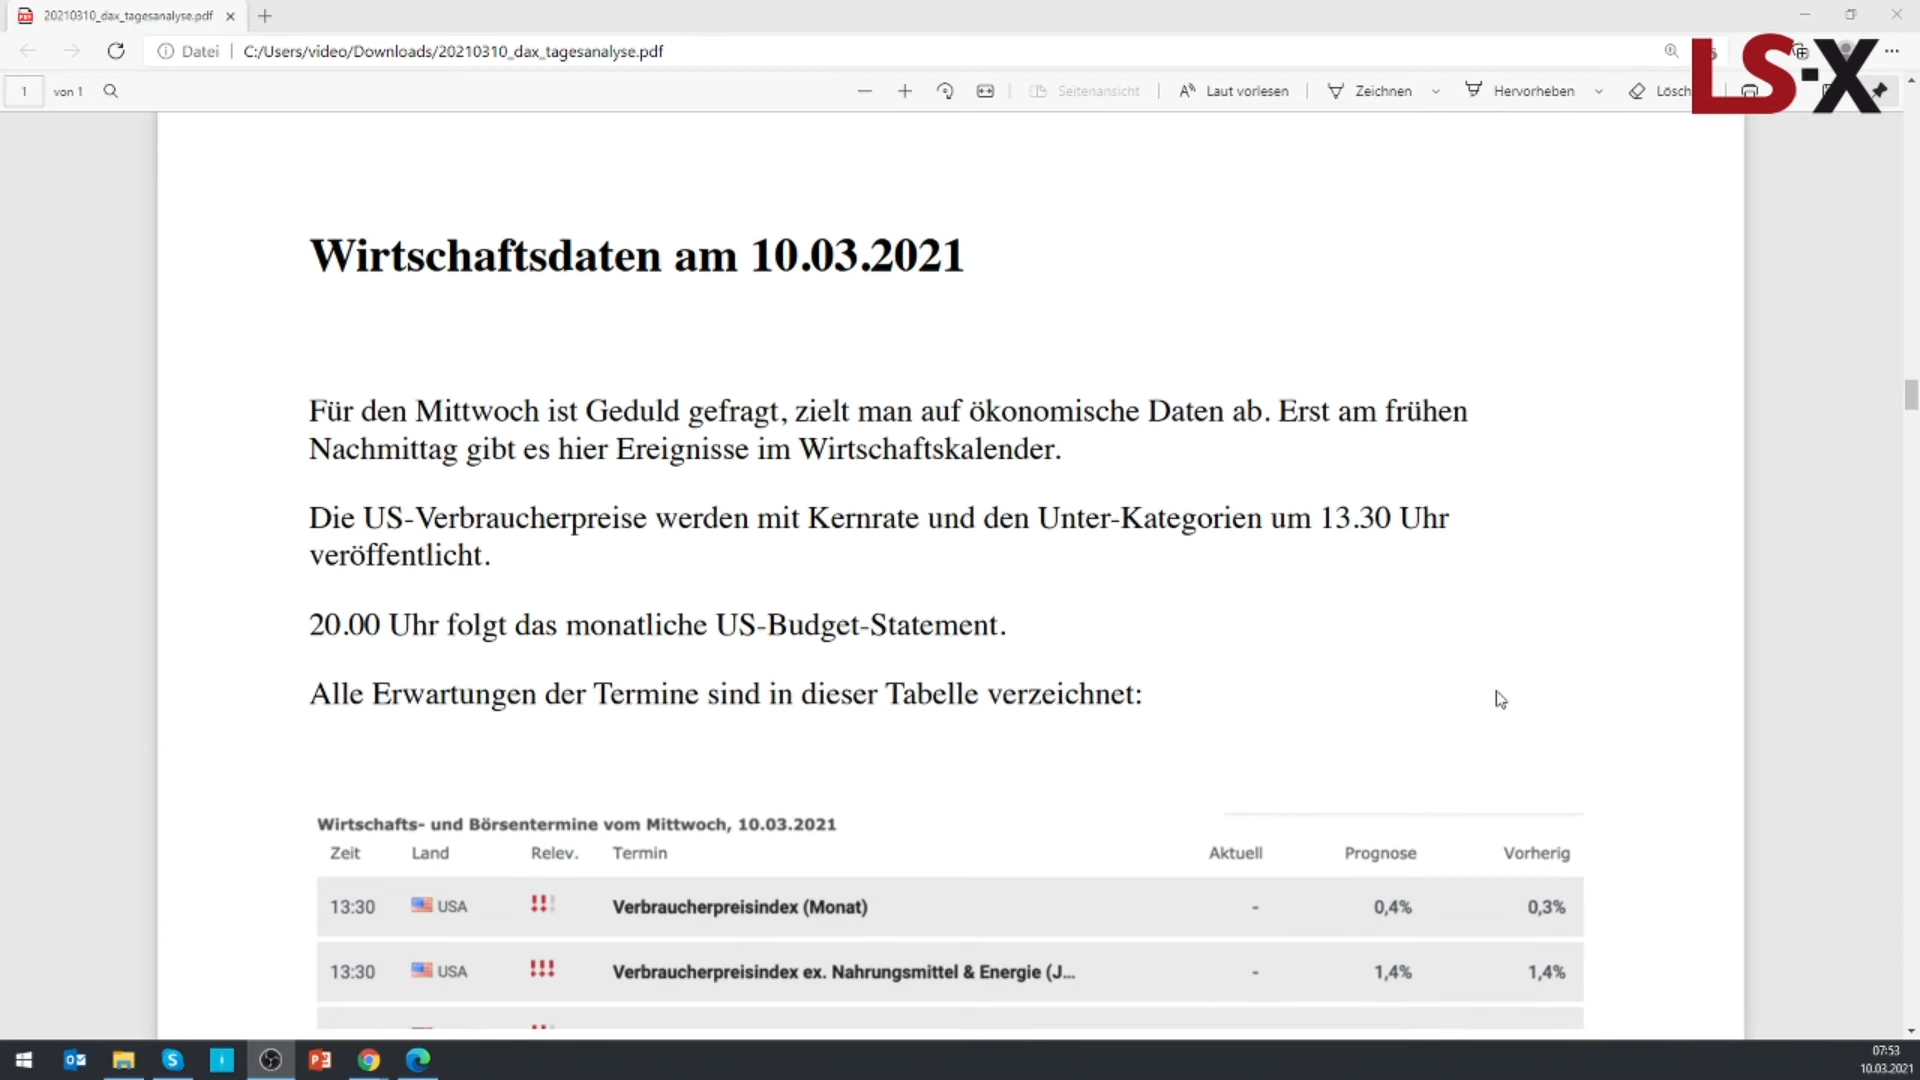 20210310_dax_tagesanalyse.pdf
Datei C:/Users/video/Downloads/20210310_dax_tagesanalyse.pdf
LS-X
1 von 1 Seitenansicht Laut vorlesen Zeichnen Hervorheben
Wirtschaftsdaten am 10.03.2021
Für den Mittwoch ist Geduld gefragt, zielt man auf ökonomische Daten ab. Erst am frühen
Nachmittag gibt es hier Ereignisse im Wirtschaftskalender.
Die US-Verbraucherpreise werden mit Kernrate und den Unter-Kategorien um 13.30 Uhr
veröffentlicht.
20.00 Uhr folgt das monatliche US-Budget-Statement.
Alle Erwartungen der Termine sind in dieser Tabelle verzeichnet:
Wirtschafts- und Börsentermine vom Mittwoch, 10.03.2021
Zeit Land Relev. Termin Aktuell Prognose Vorherig
13:30 USA !!! Verbraucherpreisindex (Monat) - 0,4% 0,3%
13:30 USA !!! Verbraucherpreisindex ex. Nahrungsmittel & Energie (J... - 1,4% 1,4%
07:53
10.03.2021